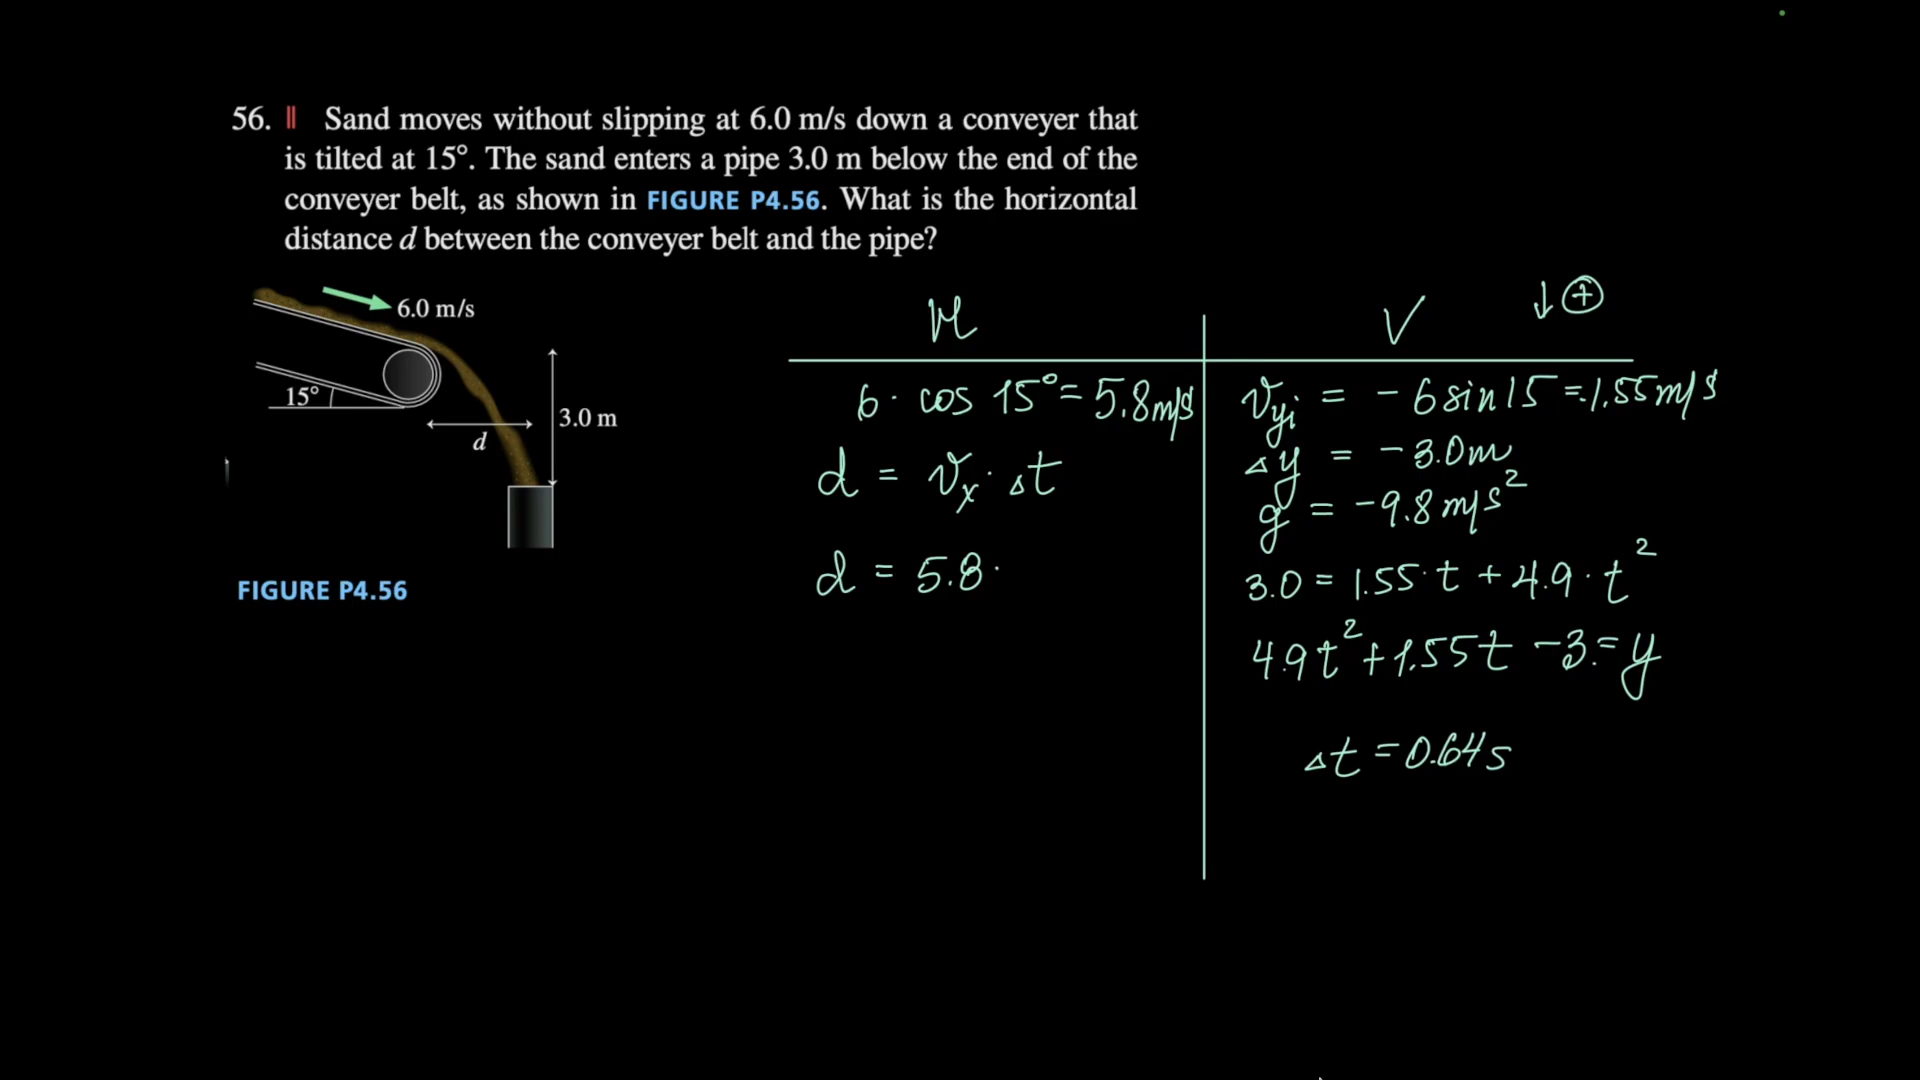 56. || Sand moves without slipping at 6.0 m/s down a conveyer that
is tilted at 15°. The sand enters a pipe 3.0 m below the end of the
conveyer belt, as shown in FIGURE P4.56. What is the horizontal
distance d between the conveyer belt and the pipe?
6.0 m/s
15°
d
3.0 m
FIGURE P4.56
H
6 · cos 15° = 5.8 m/s
d = vₓ · Δt
d = 5.8 ·
V ↓ ⊕
v_yi = - 6 sin 15 = -1.55 m/s
Δy = - 3.0 m
g = - 9.8 m/s²
3.0 = 1.55 · t + 4.9 · t²
4.9t² + 1.55t - 3. = y
Δt = 0.64 s